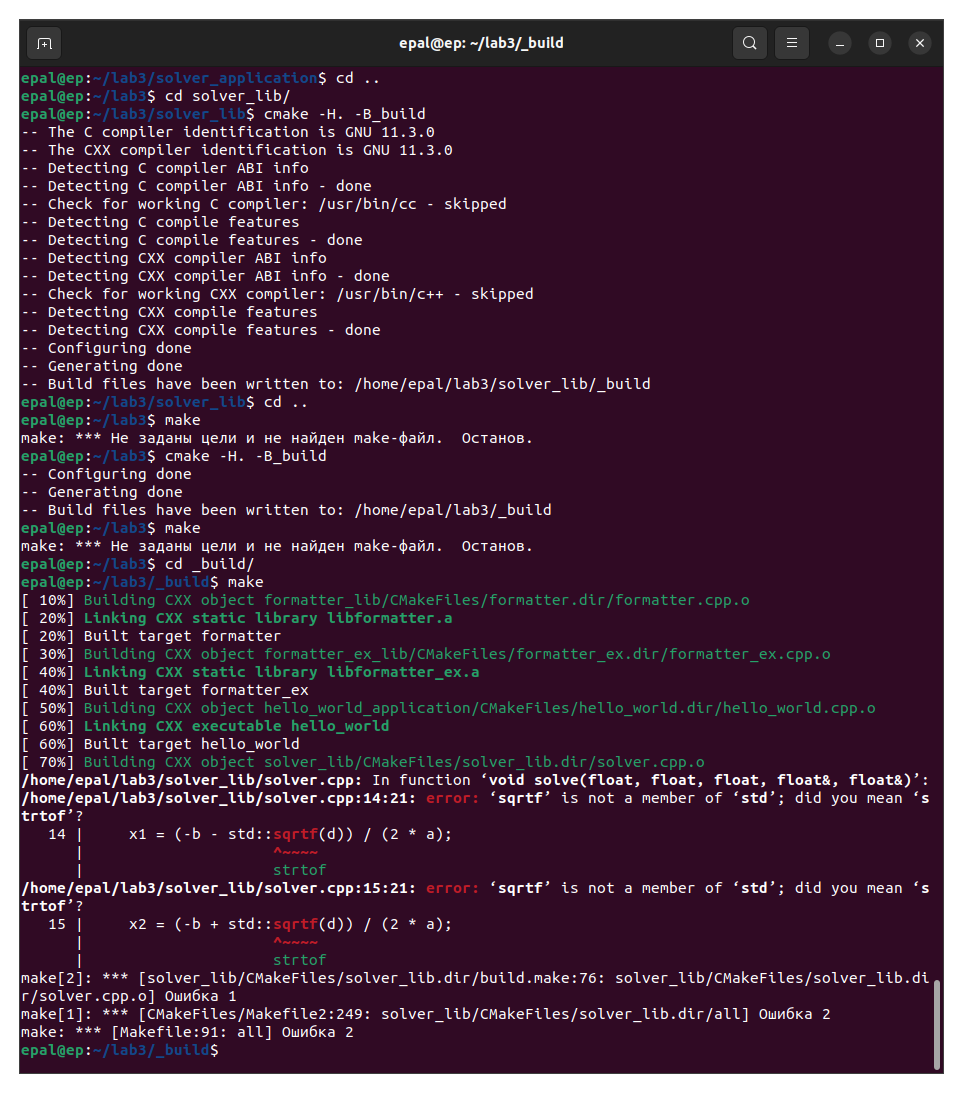 epal@ep: ~/lab3/_build
epal@ep:~/lab3/solver_application$ cd ..
epal@ep:~/lab3$ cd solver_lib/
epal@ep:~/lab3/solver_lib$ cmake -H. -B_build
-- The C compiler identification is GNU 11.3.0
-- The CXX compiler identification is GNU 11.3.0
-- Detecting C compiler ABI info
-- Detecting C compiler ABI info - done
-- Check for working C compiler: /usr/bin/cc - skipped
-- Detecting C compile features
-- Detecting C compile features - done
-- Detecting CXX compiler ABI info
-- Detecting CXX compiler ABI info - done
-- Check for working CXX compiler: /usr/bin/c++ - skipped
-- Detecting CXX compile features
-- Detecting CXX compile features - done
-- Configuring done
-- Generating done
-- Build files have been written to: /home/epal/lab3/solver_lib/_build
epal@ep:~/lab3/solver_lib$ cd ..
epal@ep:~/lab3$ make
make: *** Не заданы цели и не найден make-файл.  Останов.
epal@ep:~/lab3$ cmake -H. -B_build
-- Configuring done
-- Generating done
-- Build files have been written to: /home/epal/lab3/_build
epal@ep:~/lab3$ make
make: *** Не заданы цели и не найден make-файл.  Останов.
epal@ep:~/lab3$ cd _build/
epal@ep:~/lab3/_build$ make
[ 10%] Building CXX object formatter_lib/CMakeFiles/formatter.dir/formatter.cpp.o
[ 20%] Linking CXX static library libformatter.a
[ 20%] Built target formatter
[ 30%] Building CXX object formatter_ex_lib/CMakeFiles/formatter_ex.dir/formatter_ex.cpp.o
[ 40%] Linking CXX static library libformatter_ex.a
[ 40%] Built target formatter_ex
[ 50%] Building CXX object hello_world_application/CMakeFiles/hello_world.dir/hello_world.cpp.o
[ 60%] Linking CXX executable hello_world
[ 60%] Built target hello_world
[ 70%] Building CXX object solver_lib/CMakeFiles/solver_lib.dir/solver.cpp.o
/home/epal/lab3/solver_lib/solver.cpp: In function ‘void solve(float, float, float, float&, float&)’:
/home/epal/lab3/solver_lib/solver.cpp:14:21: error: ‘sqrtf’ is not a member of ‘std’; did you mean ‘s
trtof’?
   14 |     x1 = (-b - std::sqrtf(d)) / (2 * a);
      |                     ^~~~~
      |                     strtof
/home/epal/lab3/solver_lib/solver.cpp:15:21: error: ‘sqrtf’ is not a member of ‘std’; did you mean ‘s
trtof’?
   15 |     x2 = (-b + std::sqrtf(d)) / (2 * a);
      |                     ^~~~~
      |                     strtof
make[2]: *** [solver_lib/CMakeFiles/solver_lib.dir/build.make:76: solver_lib/CMakeFiles/solver_lib.di
r/solver.cpp.o] Ошибка 1
make[1]: *** [CMakeFiles/Makefile2:249: solver_lib/CMakeFiles/solver_lib.dir/all] Ошибка 2
make: *** [Makefile:91: all] Ошибка 2
epal@ep:~/lab3/_build$